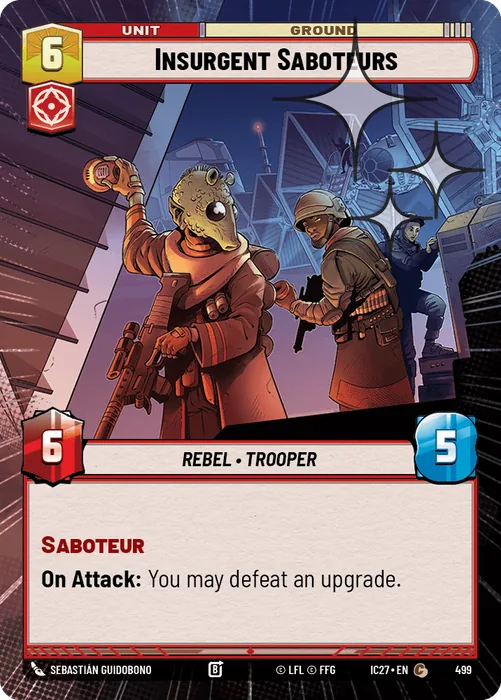 UNIT
GROUND
6
INSURGENT SABOTEURS
6
REBEL • TROOPER
5
SABOTEUR
On Attack: You may defeat an upgrade.
SEBASTIÁN GUIDOBONO
B
© LFL © FFG
IC27 • EN
C
499